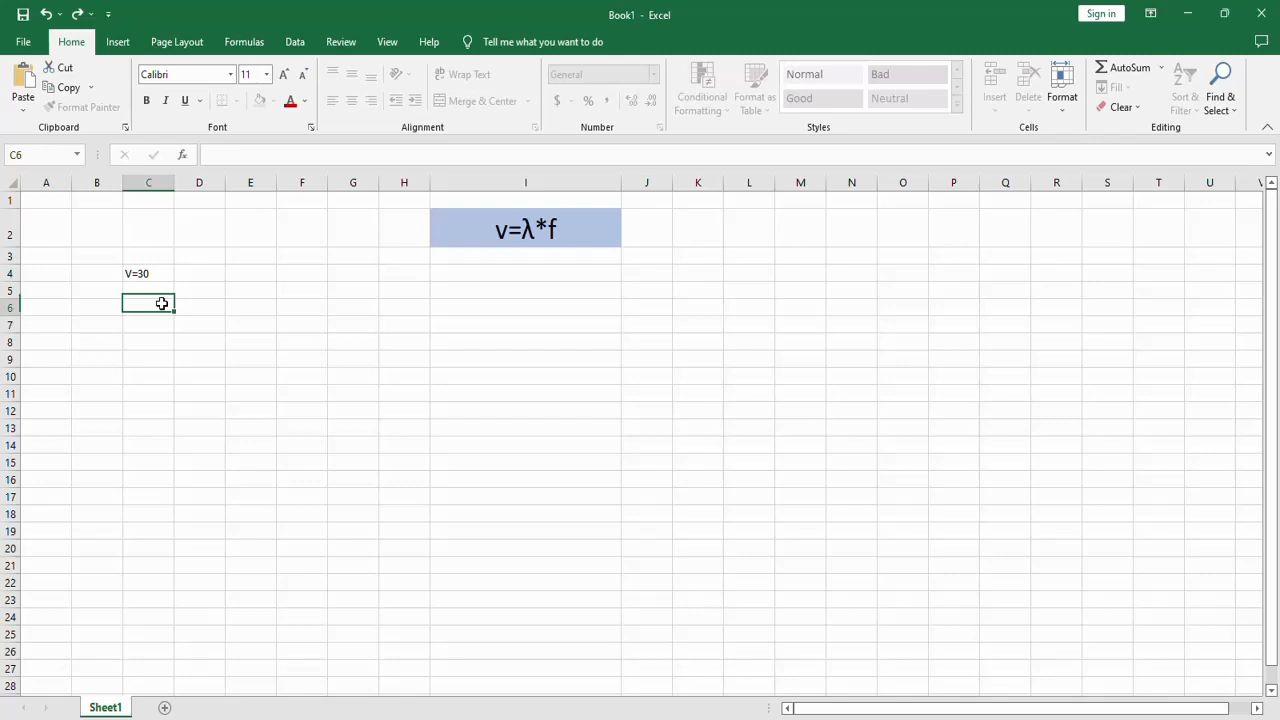 Book1 - Excel
Sign in
File Home Insert Page Layout Formulas Data Review View Help Tell me what you want to do
Paste
Cut
Copy
Format Painter
Clipboard
Calibri 11
B I U
Font
Wrap Text
Merge & Center
Alignment
General
$ % ,
Number
Conditional Formatting
Format as Table
Normal Bad
Good Neutral
Styles
Insert Delete Format
Cells
AutoSum
Fill
Clear
Sort & Filter
Find & Select
Editing
C6 fx
A B C D E F G H I J K L M N O P Q R S T U
1
2 v=λ*f
3
4 V=30
5
6
7
8
9
10
11
12
13
14
15
16
17
18
19
20
21
22
23
24
25
26
27
28
Sheet1